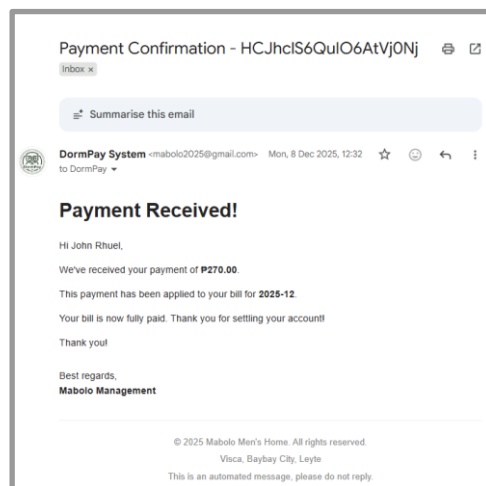 Payment Confirmation - HCJhclS6QulO6AtVj0Nj
Inbox ×
Summarise this email
DormPay System <mabolo2025@gmail.com> Mon, 8 Dec 2025, 12:32
to DormPay
Payment Received!
Hi John Rhuel,
We've received your payment of ₱270.00.
This payment has been applied to your bill for 2025-12.
Your bill is now fully paid. Thank you for settling your account!
Thank you!
Best regards,
Mabolo Management
© 2025 Mabolo Men's Home. All rights reserved.
Visca, Baybay City, Leyte
This is an automated message, please do not reply.